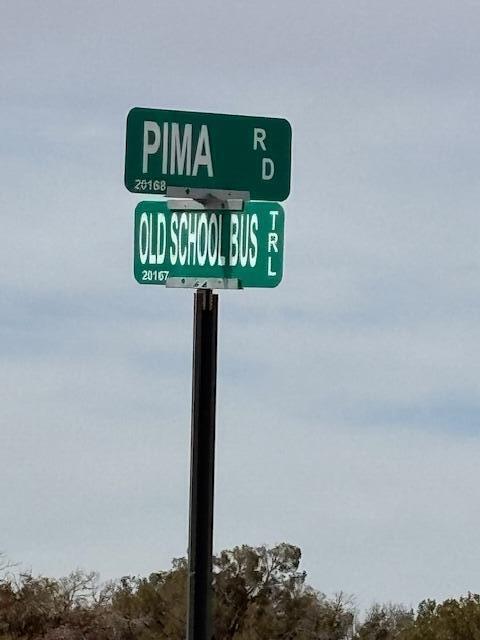 PIMA RD
20168
OLD SCHOOL BUS TRL
20167